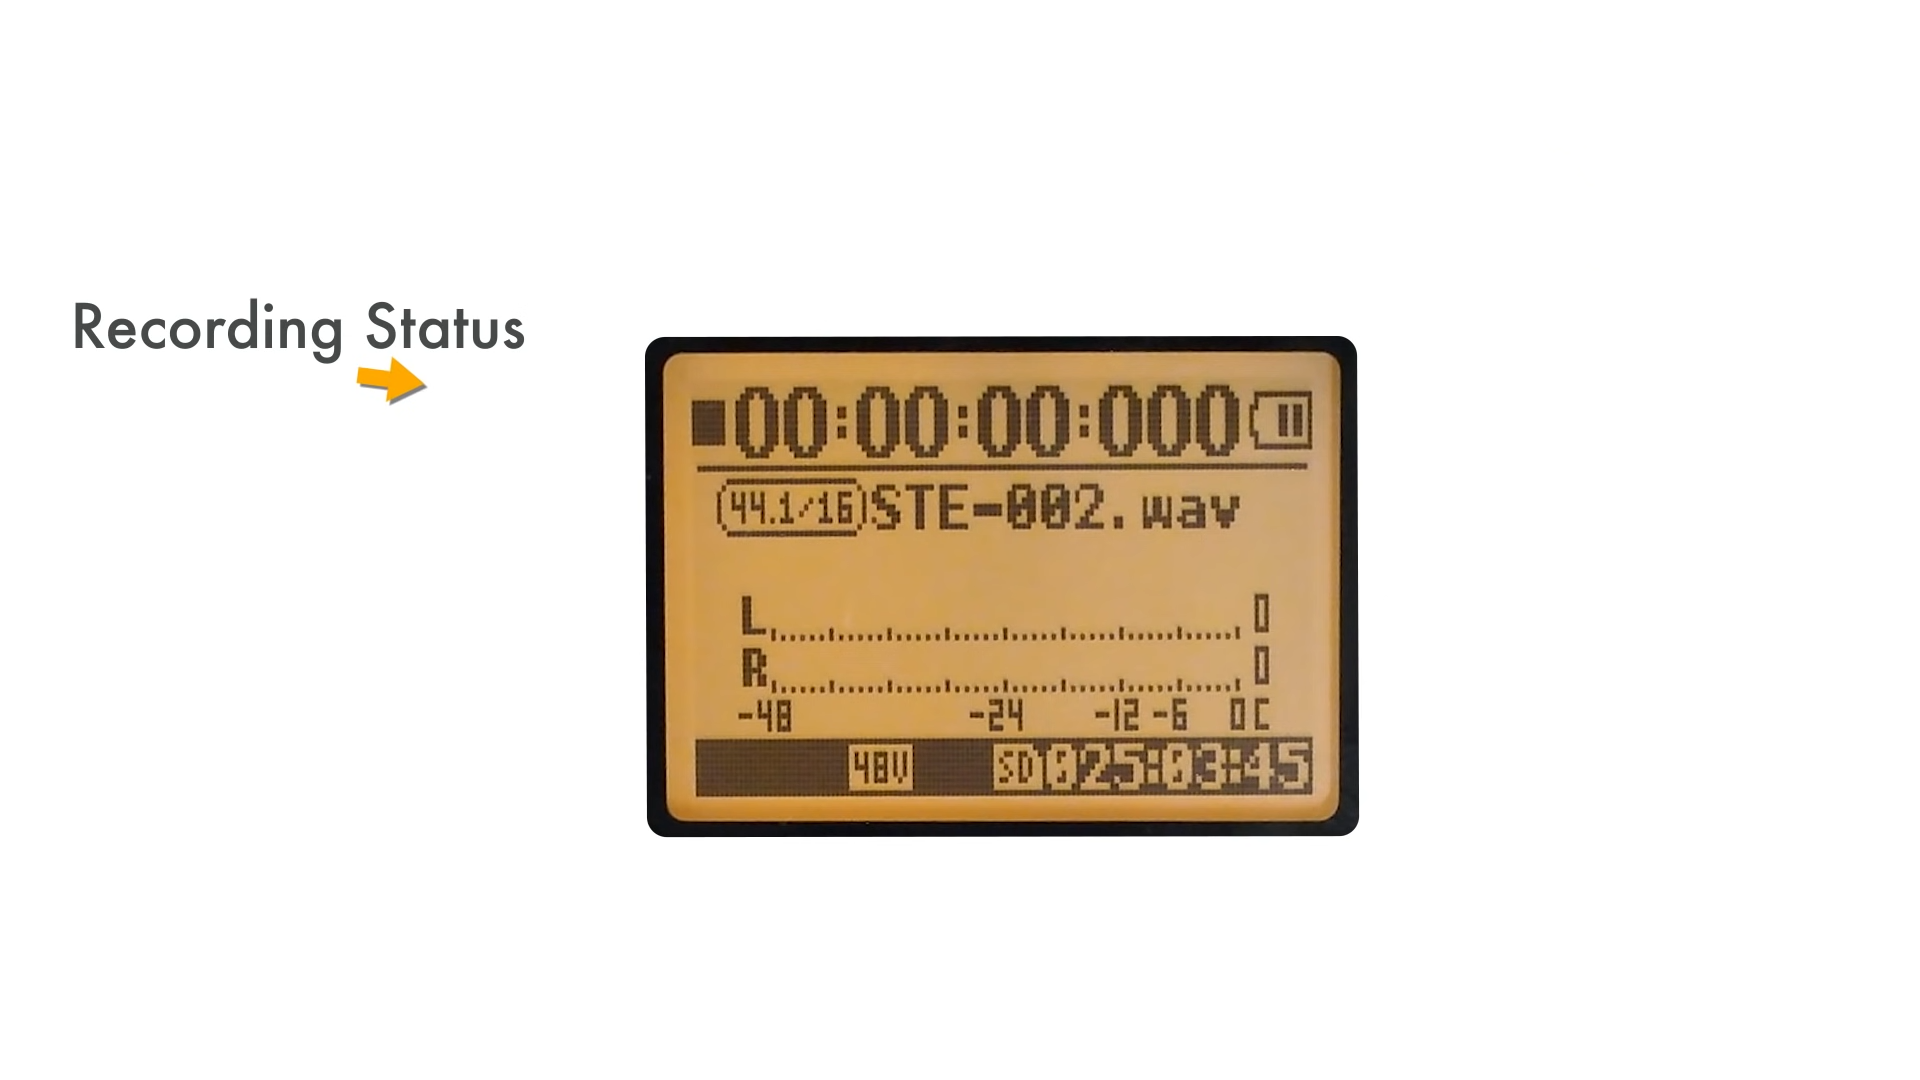 Recording Status
00:00:00:000
44.1/16 STE-002.wav
L 0
R 0
-48 -24 -12 -6 0 C
48V SD 025:03:45